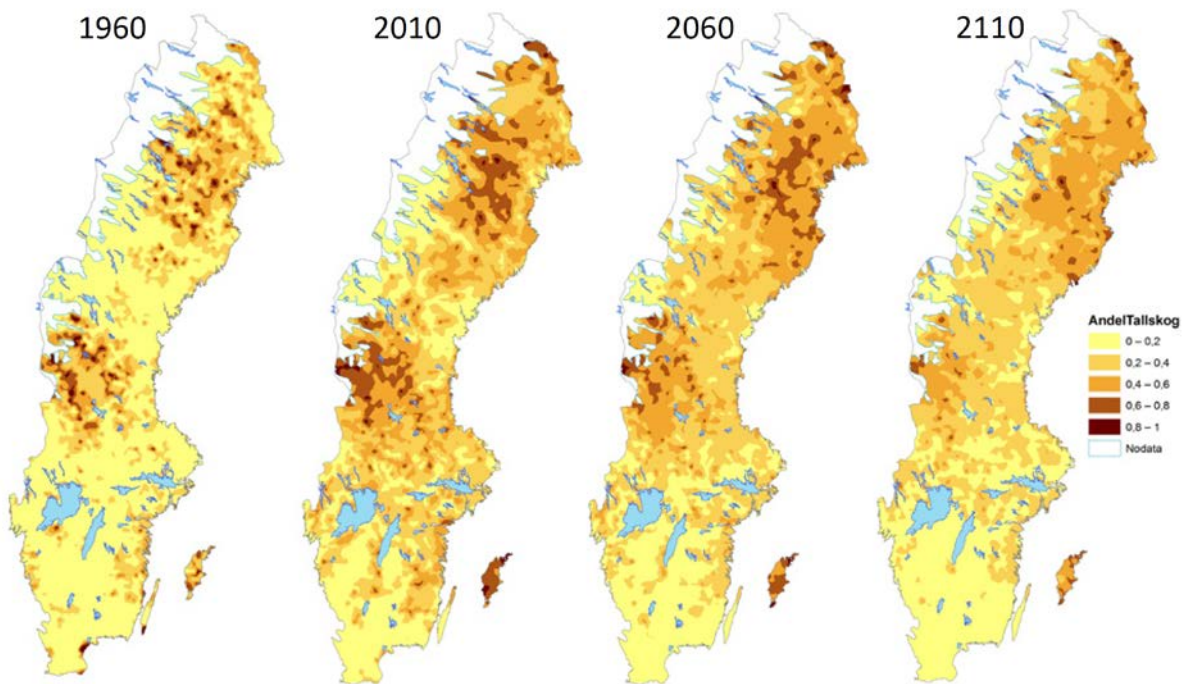 1960
2010
2060
2110
AndelTallskog
0 – 0,2
0,2 – 0,4
0,4 – 0,6
0,6 – 0,8
0,8 – 1
Nodata